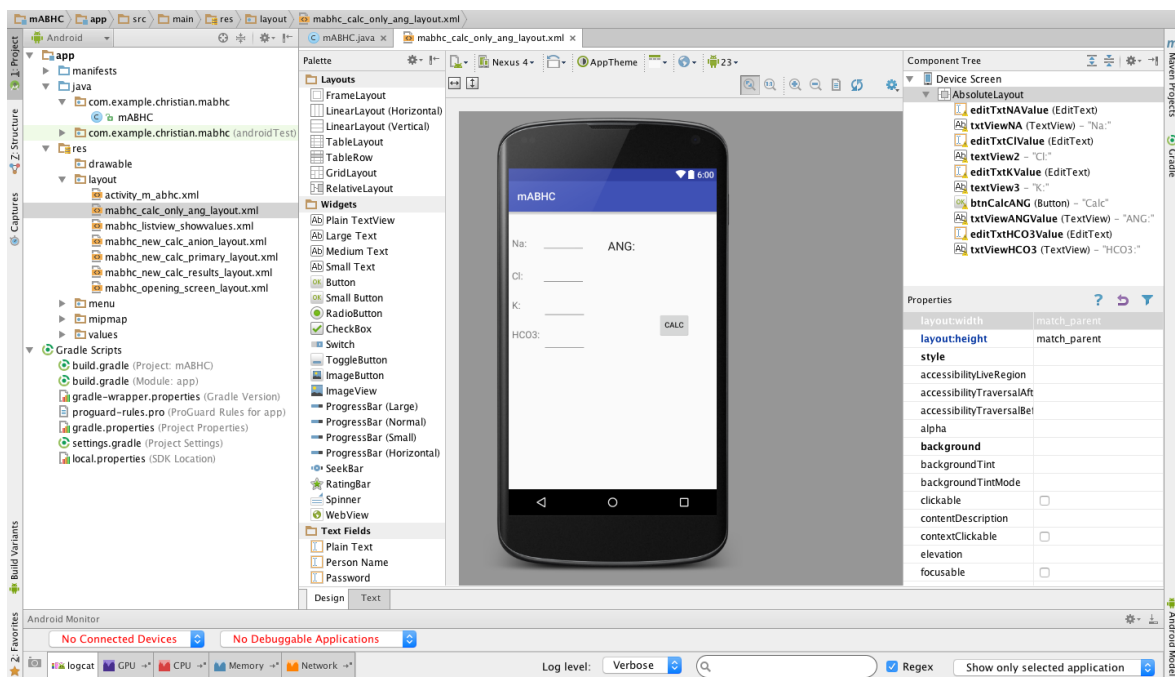 mABHC app src main res layout mabhc_calc_only_ang_layout.xml
1: Project
Z: Structure
Captures
Build Variants
2: Favorites
Android
app
manifests
java
com.example.christian.mabhc
mABHC
com.example.christian.mabhc (androidTest)
res
drawable
layout
activity_m_abhc.xml
mabhc_calc_only_ang_layout.xml
mabhc_listview_showvalues.xml
mabhc_new_calc_anion_layout.xml
mabhc_new_calc_primary_layout.xml
mabhc_new_calc_results_layout.xml
mabhc_opening_screen_layout.xml
menu
mipmap
values
Gradle Scripts
build.gradle (Project: mABHC)
build.gradle (Module: app)
gradle-wrapper.properties (Gradle Version)
proguard-rules.pro (ProGuard Rules for app)
gradle.properties (Project Properties)
settings.gradle (Project Settings)
local.properties (SDK Location)
mABHC.java × mabhc_calc_only_ang_layout.xml ×
Palette
Layouts
FrameLayout
LinearLayout (Horizontal)
LinearLayout (Vertical)
TableLayout
TableRow
GridLayout
RelativeLayout
Widgets
Plain TextView
Large Text
Medium Text
Small Text
Button
Small Button
RadioButton
CheckBox
Switch
ToggleButton
ImageButton
ImageView
ProgressBar (Large)
ProgressBar (Normal)
ProgressBar (Small)
ProgressBar (Horizontal)
SeekBar
RatingBar
Spinner
WebView
Text Fields
Plain Text
Person Name
Password
Design Text
Nexus 4 AppTheme 23
6:00
mABHC
Na: ANG:
Cl:
K:
CALC
HCO3:
Component Tree
Device Screen
AbsoluteLayout
editTxtNAValue (EditText)
txtViewNA (TextView) – "Na:"
editTxtClValue (EditText)
textView2 – "Cl:"
editTxtKValue (EditText)
textView3 – "K:"
btnCalcANG (Button) – "Calc"
txtViewANGValue (TextView) – "ANG:"
editTxtHCO3Value (EditText)
txtViewHCO3 (TextView) – "HCO3:"
Properties
layout:width match_parent
layout:height match_parent
style
accessibilityLiveRegion
accessibilityTraversalAft
accessibilityTraversalBef
alpha
background
backgroundTint
backgroundTintMode
clickable
contentDescription
contextClickable
elevation
focusable
Maven Projects
Gradle
Android Model
Android Monitor
No Connected Devices No Debuggable Applications
logcat GPU CPU Memory Network Log level: Verbose Regex Show only selected application